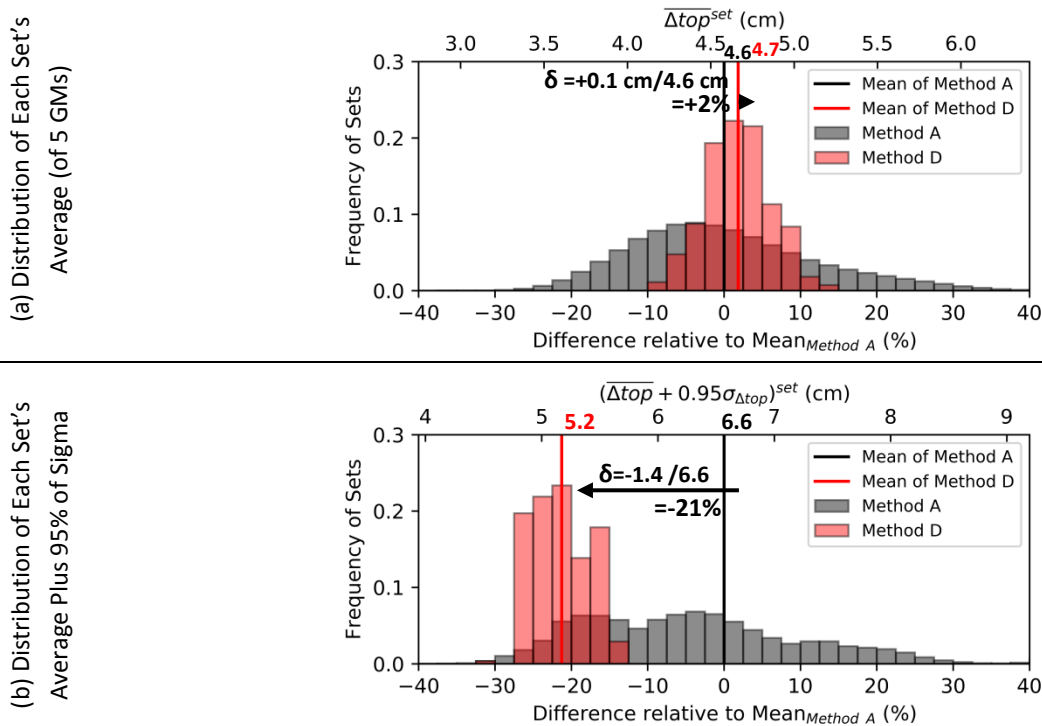 (a) Distribution of Each Set's
Average (of 5 GMs)
Δtop^set (cm)
3.0 3.5 4.0 4.5 5.0 5.5 6.0
4.6 4.7
δ =+0.1 cm/4.6 cm
=+2%
Mean of Method A
Mean of Method D
Method A
Method D
Frequency of Sets
0.3
0.2
0.1
0.0
−40 −30 −20 −10 0 10 20 30 40
Difference relative to Mean_Method A (%)
(b) Distribution of Each Set's
Average Plus 95% of Sigma
(Δtop + 0.95σ_Δtop)^set (cm)
4 5 6 7 8 9
5.2 6.6
δ=-1.4 /6.6
=-21%
Mean of Method A
Mean of Method D
Method A
Method D
Frequency of Sets
0.3
0.2
0.1
0.0
−40 −30 −20 −10 0 10 20 30 40
Difference relative to Mean_Method A (%)